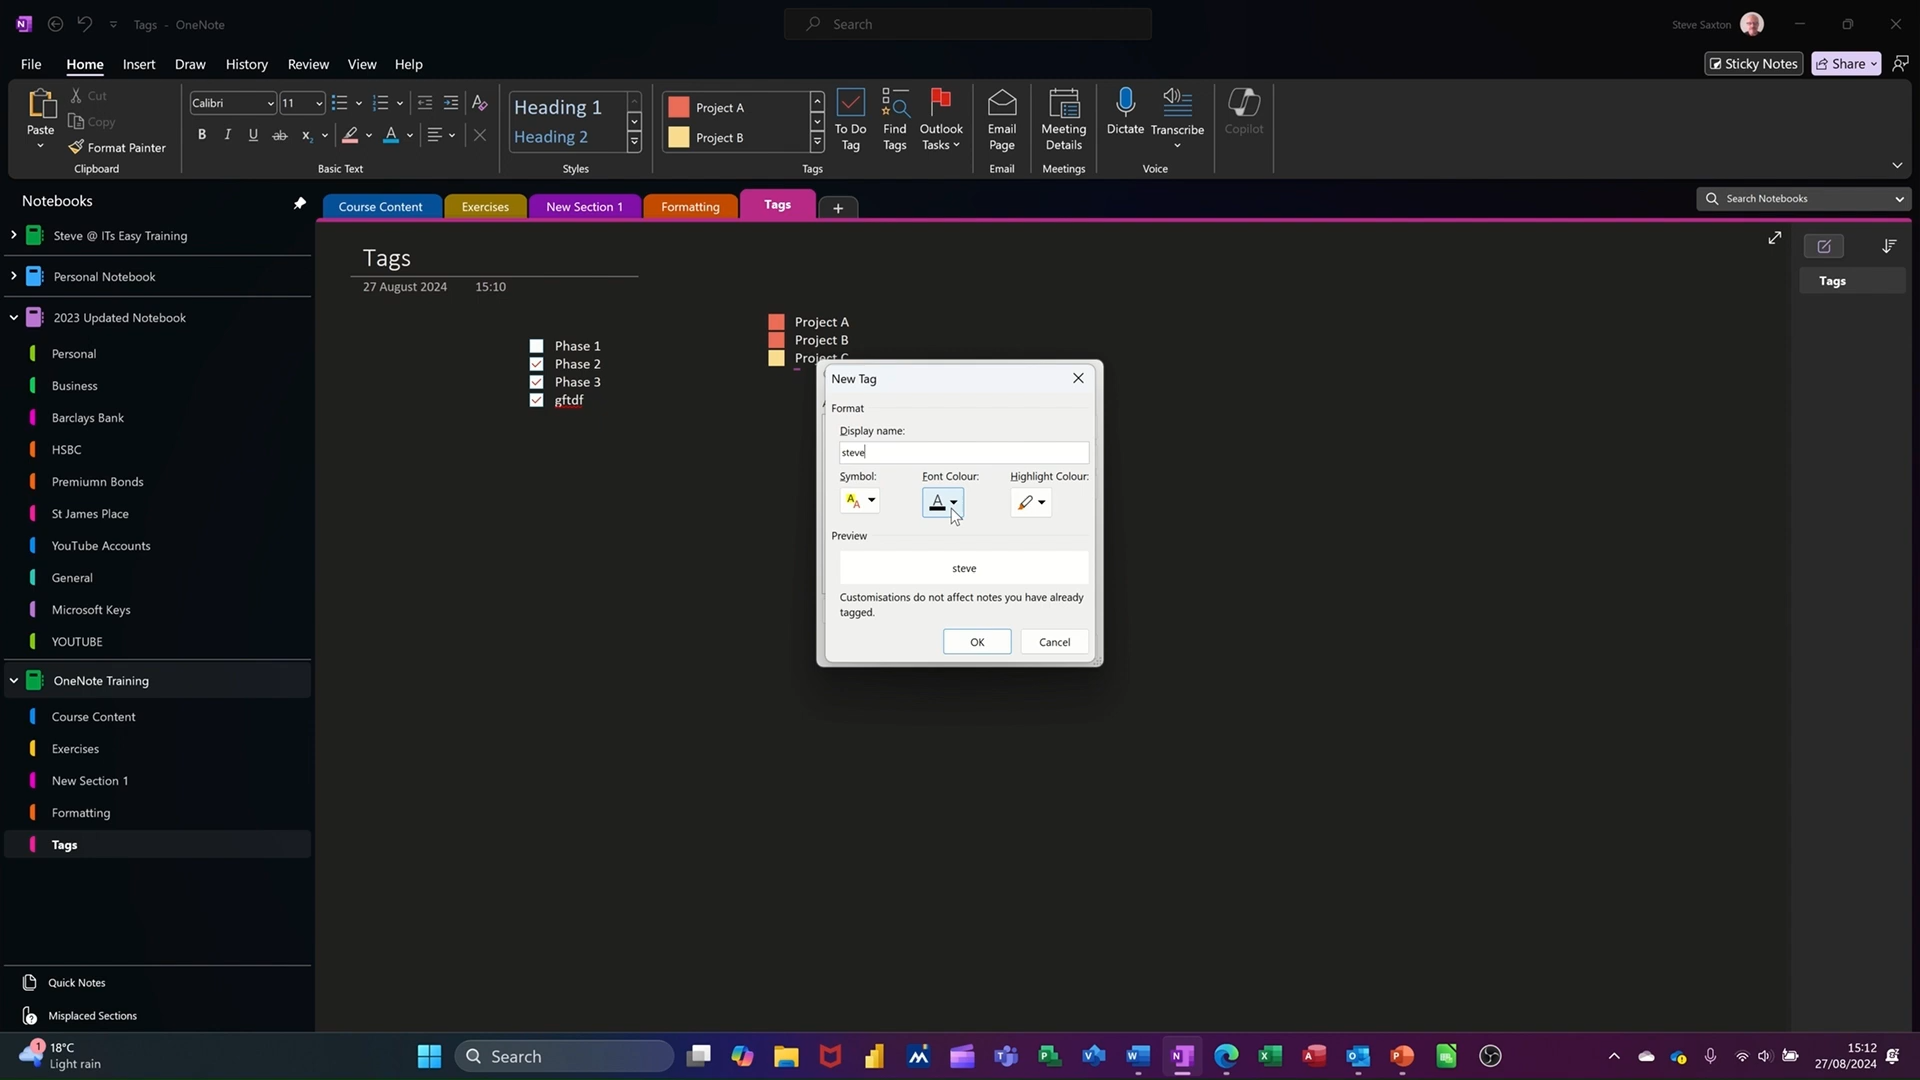 Tags - OneNote
Search
Steve Saxton
File
Home
Insert
Draw
History
Review
View
Help
Sticky Notes
Share
Paste
Cut
Copy
Format Painter
Clipboard
Calibri
11
Basic Text
Heading 1
Heading 2
Styles
Project A
Project B
To Do
Tag
Find
Tags
Outlook
Tasks
Tags
Email
Page
Email
Meeting
Details
Meetings
Dictate
Transcribe
Voice
Copilot
Notebooks
Steve @ ITs Easy Training
Personal Notebook
2023 Updated Notebook
Personal
Business
Barclays Bank
HSBC
Premiumn Bonds
St James Place
YouTube Accounts
General
Microsoft Keys
YOUTUBE
OneNote Training
Course Content
Exercises
New Section 1
Formatting
Tags
Quick Notes
Misplaced Sections
Course Content
Exercises
New Section 1
Formatting
Tags
Search Notebooks
Tags
27 August 2024 15:10
Phase 1
Phase 2
Phase 3
gftdf
Project A
Project B
Project C
New Tag
Format
Display name:
steve
Symbol:
Font Colour:
Highlight Colour:
Preview
steve
Customisations do not affect notes you have already
tagged.
OK
Cancel
Tags
1
18°C
Light rain
Search
15:12
27/08/2024